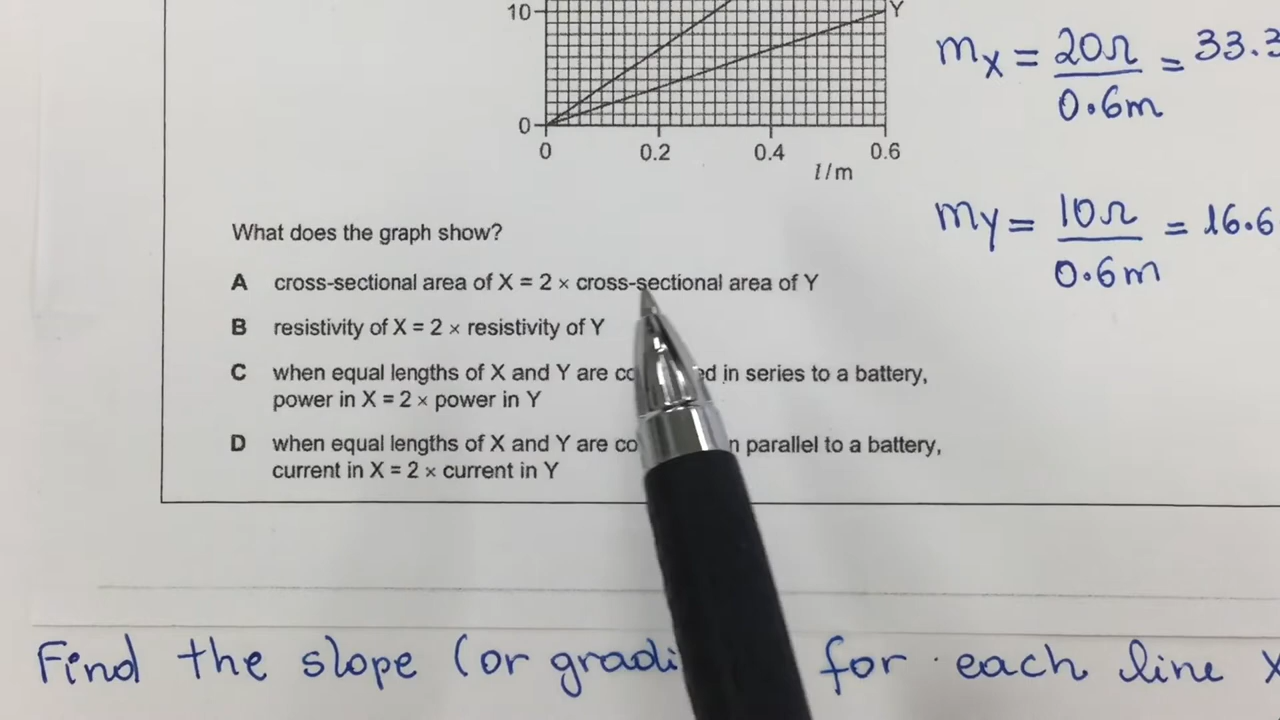 10
Y
0
0
0.2
0.4
0.6
l/m
mX = 20Ω/0.6m = 33.3
mY = 10Ω/0.6m = 16.6
What does the graph show?
A cross-sectional area of X = 2 × cross-sectional area of Y
B resistivity of X = 2 × resistivity of Y
C when equal lengths of X and Y are in series to a battery,
power in X = 2 × power in Y
D when equal lengths of X and Y are parallel to a battery,
current in X = 2 × current in Y
Find the slope (or for each line X